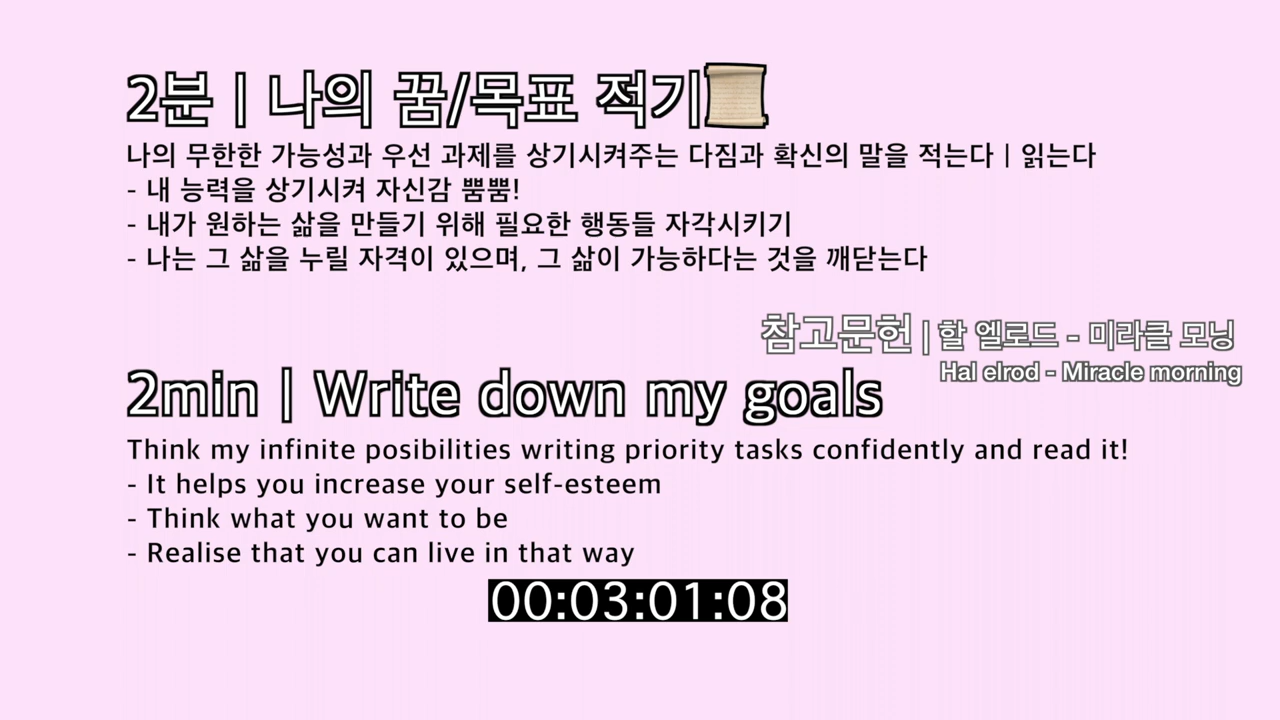 2분 | 나의 꿈/목표 적기
나의 무한한 가능성과 우선 과제를 상기시켜주는 다짐과 확신의 말을 적는다 | 읽는다
- 내 능력을 상기시켜 자신감 뿜뿜!
- 내가 원하는 삶을 만들기 위해 필요한 행동들 자각시키기
- 나는 그 삶을 누릴 자격이 있으며, 그 삶이 가능하다는 것을 깨닫는다
참고문헌 | 할 엘로드 - 미라클 모닝
Hal elrod - Miracle morning
2min | Write down my goals
Think my infinite posibilities writing priority tasks confidently and read it!
- It helps you increase your self-esteem
- Think what you want to be
- Realise that you can live in that way
00:03:01:08